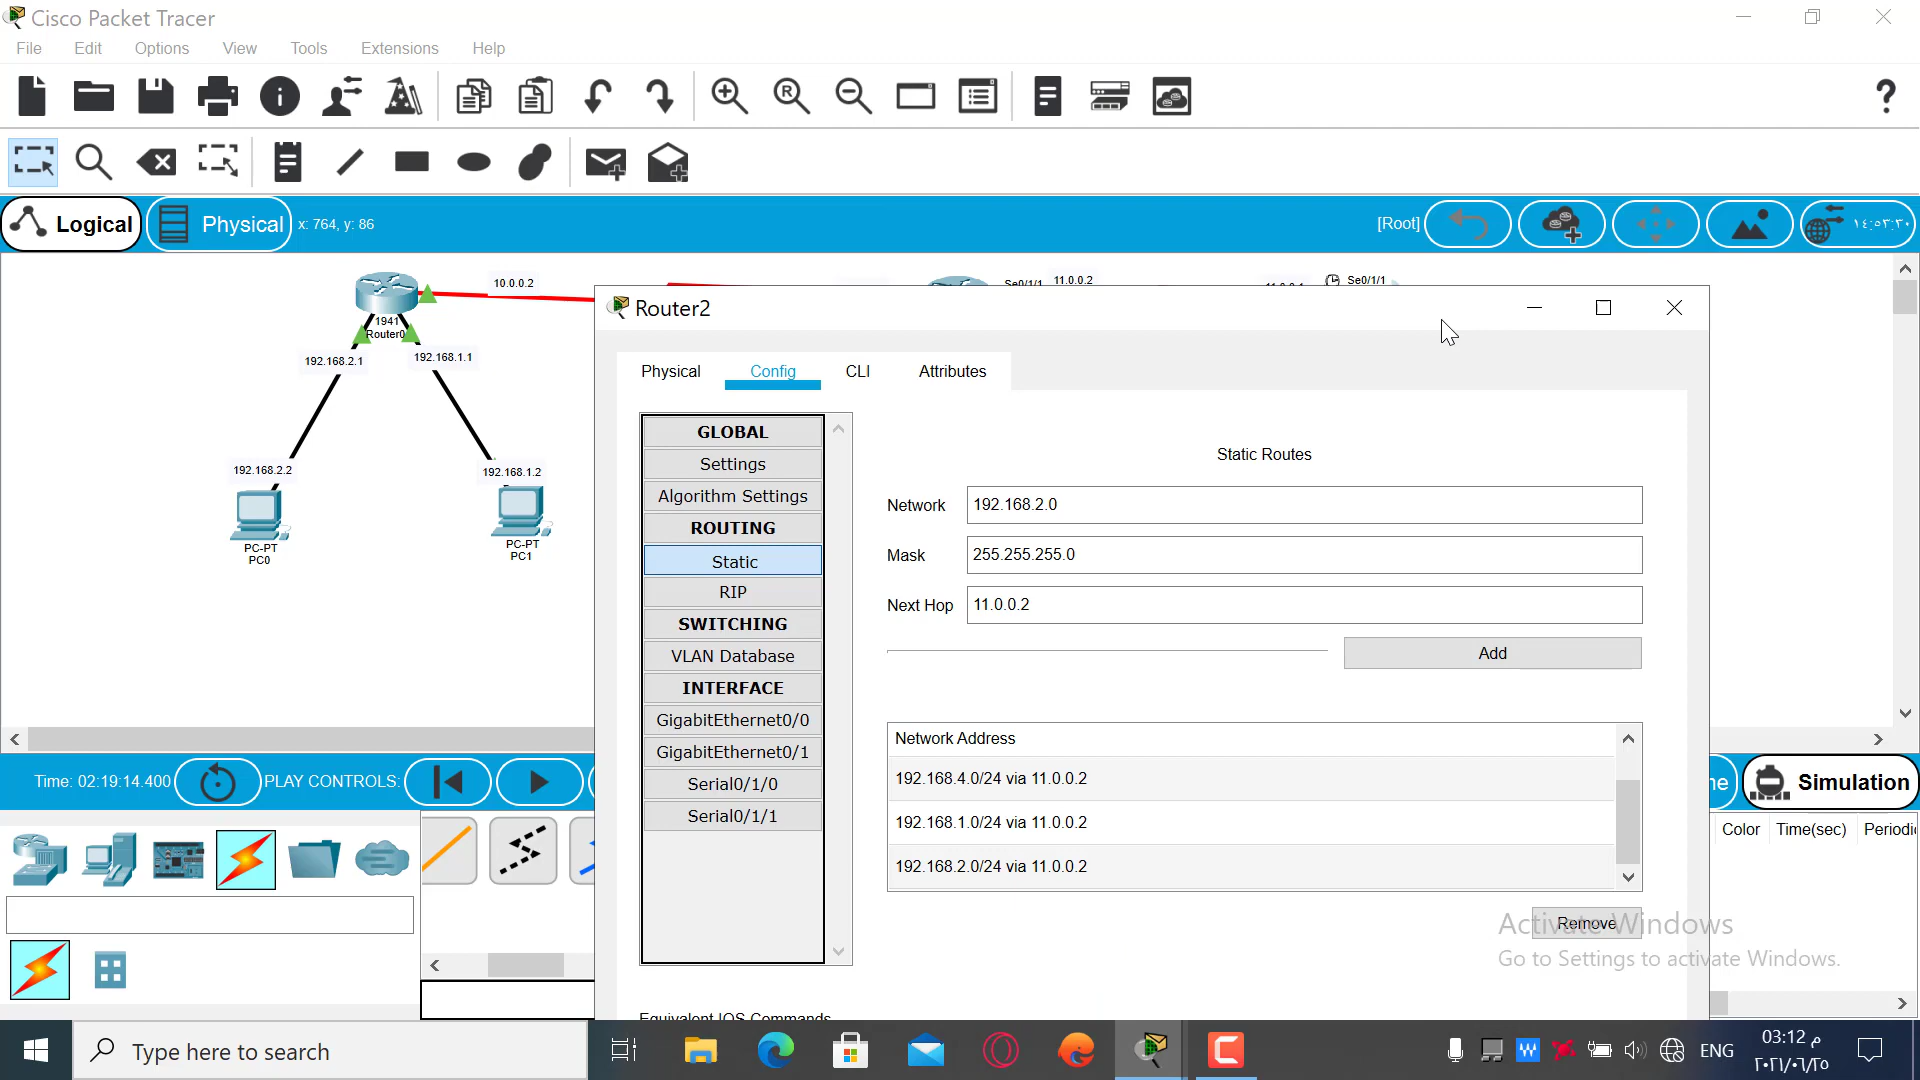 Cisco Packet Tracer
File Edit Options View Tools Extensions Help
Logical Physical x: 764, y: 86 [Root] ١٤:٥٣:٣٠
10.0.0.2
Se0/1/1 11.0.0.2
Se0/1/1
1941
Router0
192.168.2.1
192.168.1.1
192.168.2.2
192.168.1.2
PC-PT
PC0
PC-PT
PC1
Router2
Physical Config CLI Attributes
GLOBAL
Settings
Algorithm Settings
ROUTING
Static
RIP
SWITCHING
VLAN Database
INTERFACE
GigabitEthernet0/0
GigabitEthernet0/1
Serial0/1/0
Serial0/1/1
Static Routes
Network 192.168.2.0
Mask 255.255.255.0
Next Hop 11.0.0.2
Add
Network Address
192.168.4.0/24 via 11.0.0.2
192.168.1.0/24 via 11.0.0.2
192.168.2.0/24 via 11.0.0.2
Remove
Equivalent IOS Commands
Time: 02:19:14.400 PLAY CONTROLS:
ne Simulation
Color Time(sec) Periodi
Activate Windows
Go to Settings to activate Windows.
Type here to search
ENG
03:12 م
٢٠٢١/٠٦/٢٥